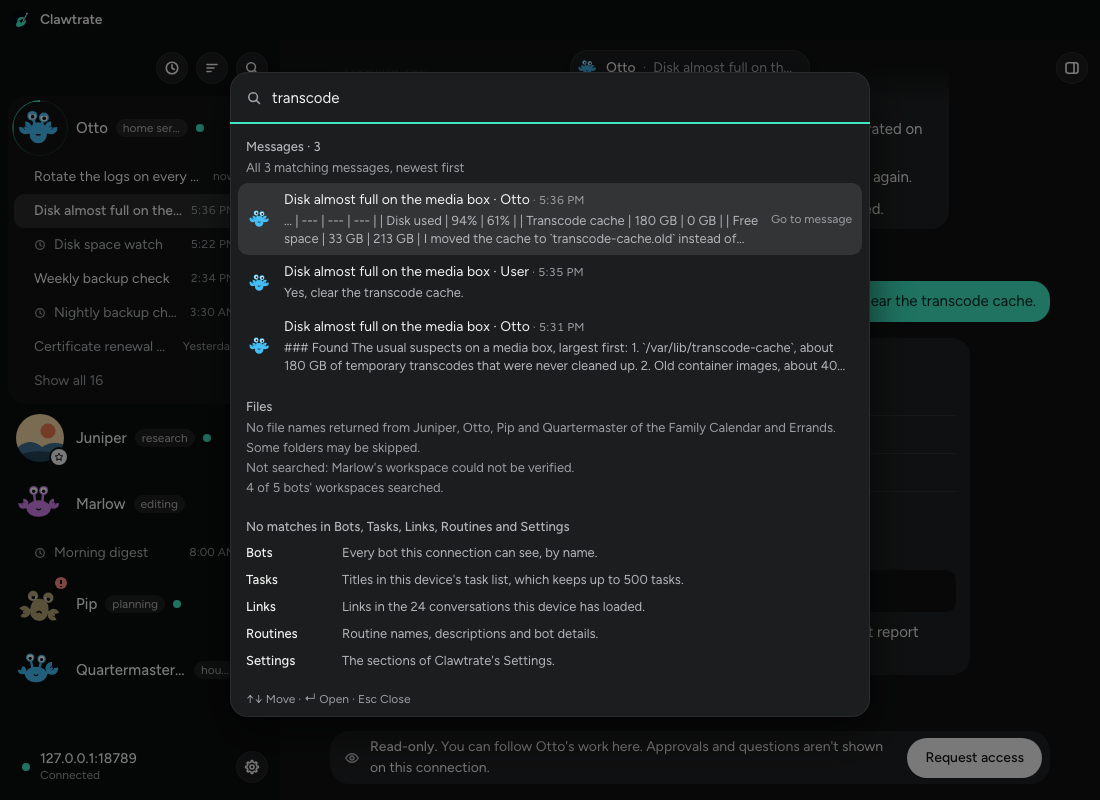 Clawtrate
Otto · Disk almost full on th...
Otto home ser...
Rotate the logs on every ... now
Disk almost full on the... 5:36 PM
Disk space watch 5:22 PM
Weekly backup check 2:34 PM
Nightly backup ch... 3:30 AM
Certificate renewal ... Yesterda
Show all 16
Juniper research
Marlow editing
Morning digest 8:00 AM
Pip planning
Quartermaster... hou...
127.0.0.1:18789
Connected
transcode
Messages · 3
All 3 matching messages, newest first
Disk almost full on the media box · Otto · 5:36 PM
... | --- | --- | --- | | Disk used | 94% | 61% | | Transcode cache | 180 GB | 0 GB | | Free
space | 33 GB | 213 GB | I moved the cache to `transcode-cache.old` instead of...
Go to message
Disk almost full on the media box · User · 5:35 PM
Yes, clear the transcode cache.
Disk almost full on the media box · Otto · 5:31 PM
### Found The usual suspects on a media box, largest first: 1. `/var/lib/transcode-cache`, about
180 GB of temporary transcodes that were never cleaned up. 2. Old container images, about 40...
Files
No file names returned from Juniper, Otto, Pip and Quartermaster of the Family Calendar and Errands.
Some folders may be skipped.
Not searched: Marlow's workspace could not be verified.
4 of 5 bots' workspaces searched.
No matches in Bots, Tasks, Links, Routines and Settings
Bots Every bot this connection can see, by name.
Tasks Titles in this device's task list, which keeps up to 500 tasks.
Links Links in the 24 conversations this device has loaded.
Routines Routine names, descriptions and bot details.
Settings The sections of Clawtrate's Settings.
↑↓ Move · ↵ Open · Esc Close
ated on
again.
d.
ear the transcode cache.
t report
Read-only. You can follow Otto's work here. Approvals and questions aren't shown
on this connection.
Request access